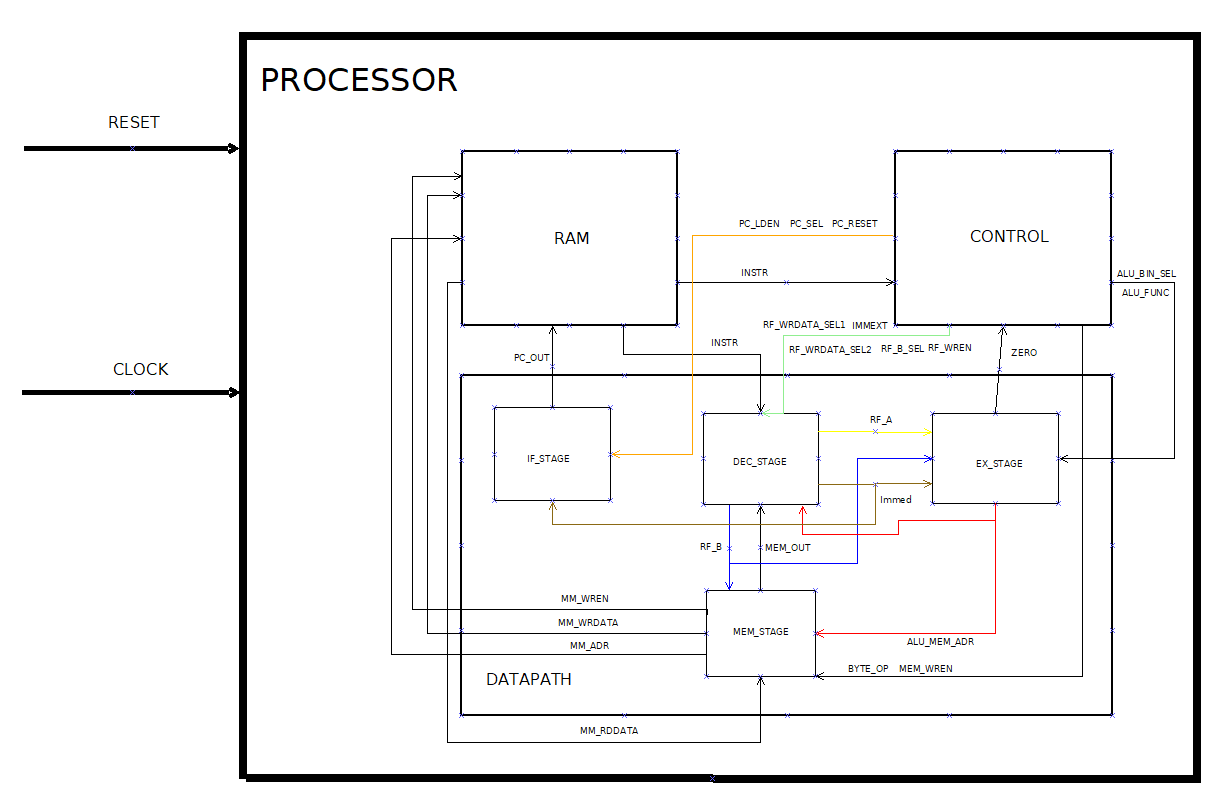 PROCESSOR
RESET
CLOCK
RAM
CONTROL
PC_LDEN PC_SEL PC_RESET
INSTR
ALU_BIN_SEL
ALU_FUNC
RF_WRDATA_SEL1 IMMEXT
INSTR
RF_WRDATA_SEL2 RF_B_SEL RF_WREN
PC_OUT
ZERO
RF_A
IF_STAGE
DEC_STAGE
EX_STAGE
Immed
RF_B
MEM_OUT
MM_WREN
MM_WRDATA
MEM_STAGE
MM_ADR
ALU_MEM_ADR
BYTE_OP MEM_WREN
DATAPATH
MM_RDDATA